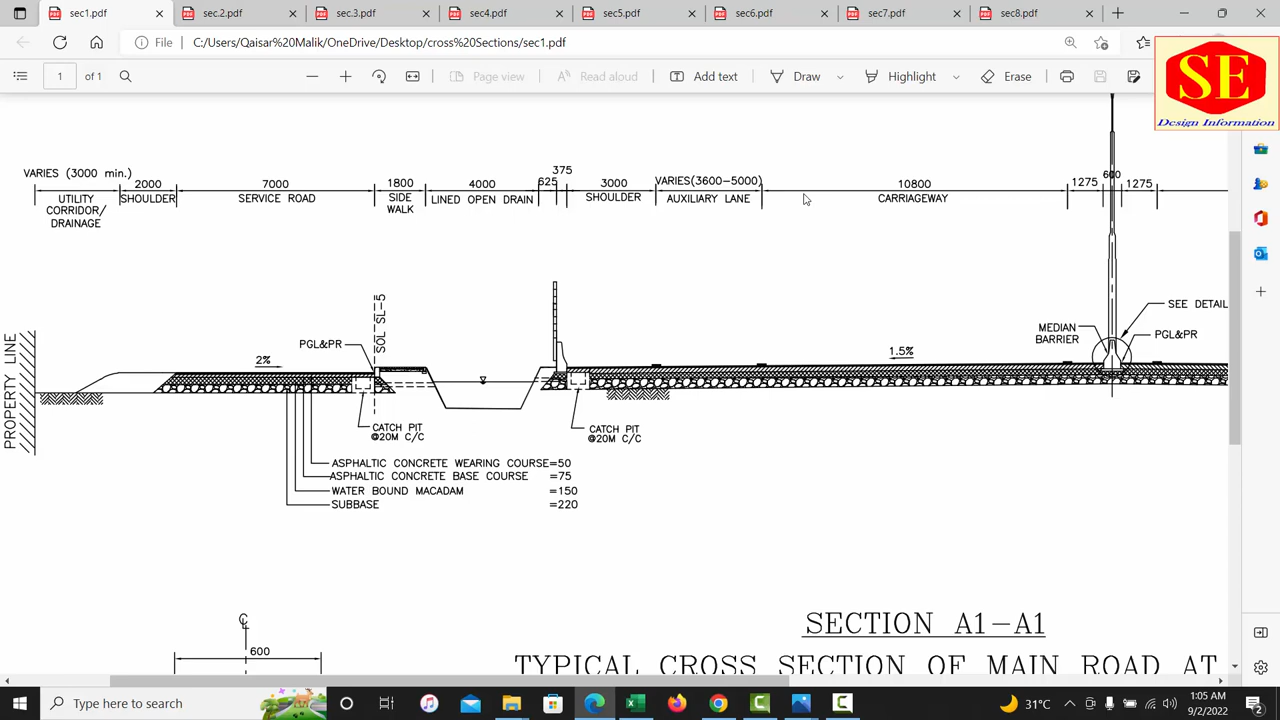 sec1.pdf
sec.2.pdf
sec.3.pdf
sec4.pdf
sec5.pdf
sec6.pdf
sec7.pdf
sec8.pdf
File
C:/Users/Qaisar%20Malik/OneDrive/Desktop/cross%20Sections/sec1.pdf
1 of 1
Page view
Read aloud
Add text
Draw
Highlight
Erase
SE
Design Information
VARIES (3000 min.)
2000
7000
1800
4000
625
375
3000
VARIES(3600-5000)
10800
1275
600
1275
UTILITY
CORRIDOR/
DRAINAGE
SHOULDER
SERVICE ROAD
SIDE
WALK
LINED OPEN DRAIN
SHOULDER
AUXILIARY LANE
CARRIAGEWAY
PROPERTY LINE
SOL SL-5
PGL&PR
2%
1.5%
MEDIAN
BARRIER
SEE DETAIL
PGL&PR
CATCH PIT
@20M C/C
CATCH PIT
@20M C/C
ASPHALTIC CONCRETE WEARING COURSE=50
ASPHALTIC CONCRETE BASE COURSE =75
WATER BOUND MACADAM =150
SUBBASE =220
600
SECTION A1-A1
TYPICAL CROSS SECTION OF MAIN ROAD AT
Type here to search
31°C
1:05 AM
9/2/2022
2